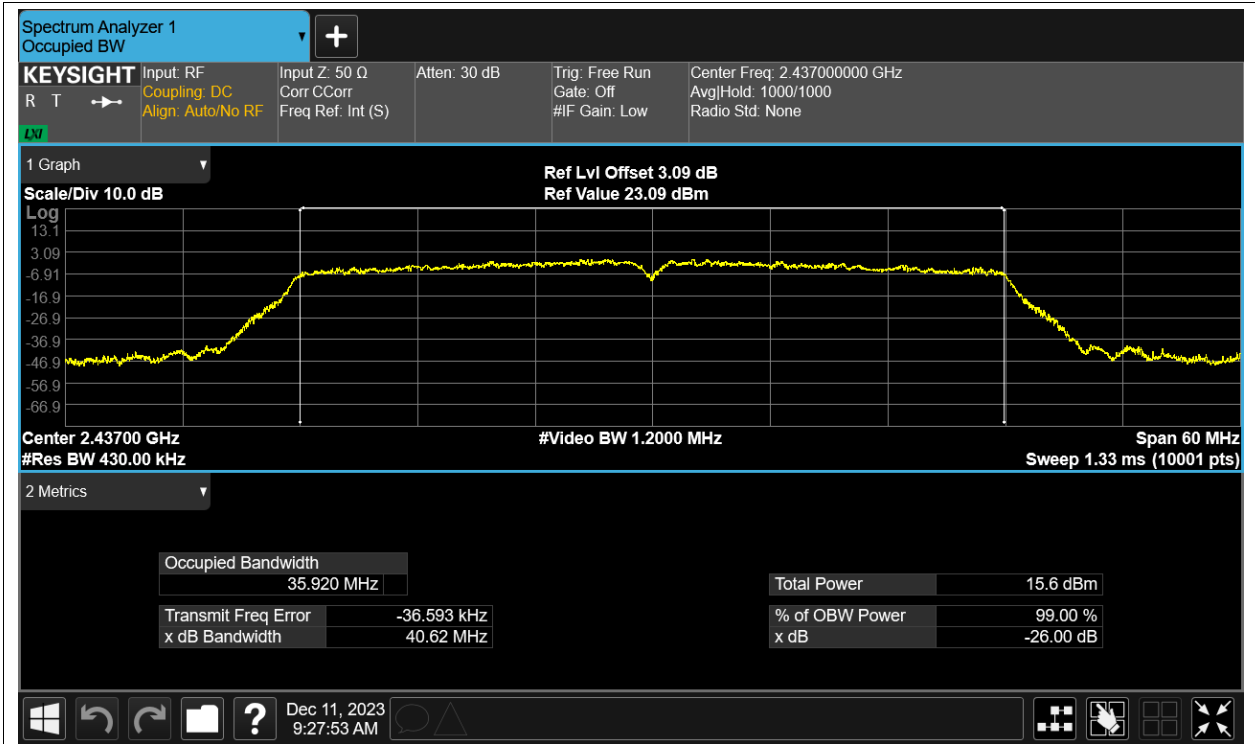 Spectrum Analyzer 1
Occupied BW
KEYSIGHT
R T
LXI
Input: RF
Coupling: DC
Align: Auto/No RF
Input Z: 50 Ω
Corr CCorr
Freq Ref: Int (S)
Atten: 30 dB
Trig: Free Run
Gate: Off
#IF Gain: Low
Center Freq: 2.437000000 GHz
Avg|Hold: 1000/1000
Radio Std: None
1 Graph
Scale/Div 10.0 dB
Ref Lvl Offset 3.09 dB
Ref Value 23.09 dBm
Log
13.1
3.09
-6.91
-16.9
-26.9
-36.9
-46.9
-56.9
-66.9
Center 2.43700 GHz
#Video BW 1.2000 MHz
Span 60 MHz
#Res BW 430.00 kHz
Sweep 1.33 ms (10001 pts)
2 Metrics
Occupied Bandwidth
35.920 MHz
Transmit Freq Error -36.593 kHz
x dB Bandwidth 40.62 MHz
Total Power 15.6 dBm
% of OBW Power 99.00 %
x dB -26.00 dB
?
Dec 11, 2023
9:27:53 AM